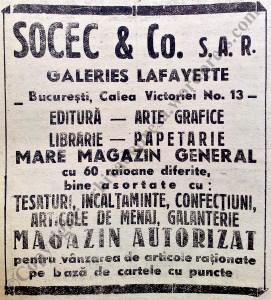 SOCEC & Co. S.A.R.
GALERIES LAFAYETTE
București, Calea Victoriei No. 13
EDITURĂ — ARTE GRAFICE
LIBRĂRIE - PAPETARIE
MARE MAGAZIN GENERAL
cu 60 raioane diferite,
bine asortate cu:
ȚESATURI, INCALȚAMINTE, CONFECȚIUNI,
ARTICOLE DE MENAJ, GALANTERIE
MAGAZIN AUTORIZAT
pentru vânzarea de articole raționate
pe bază de cartele cu puncte